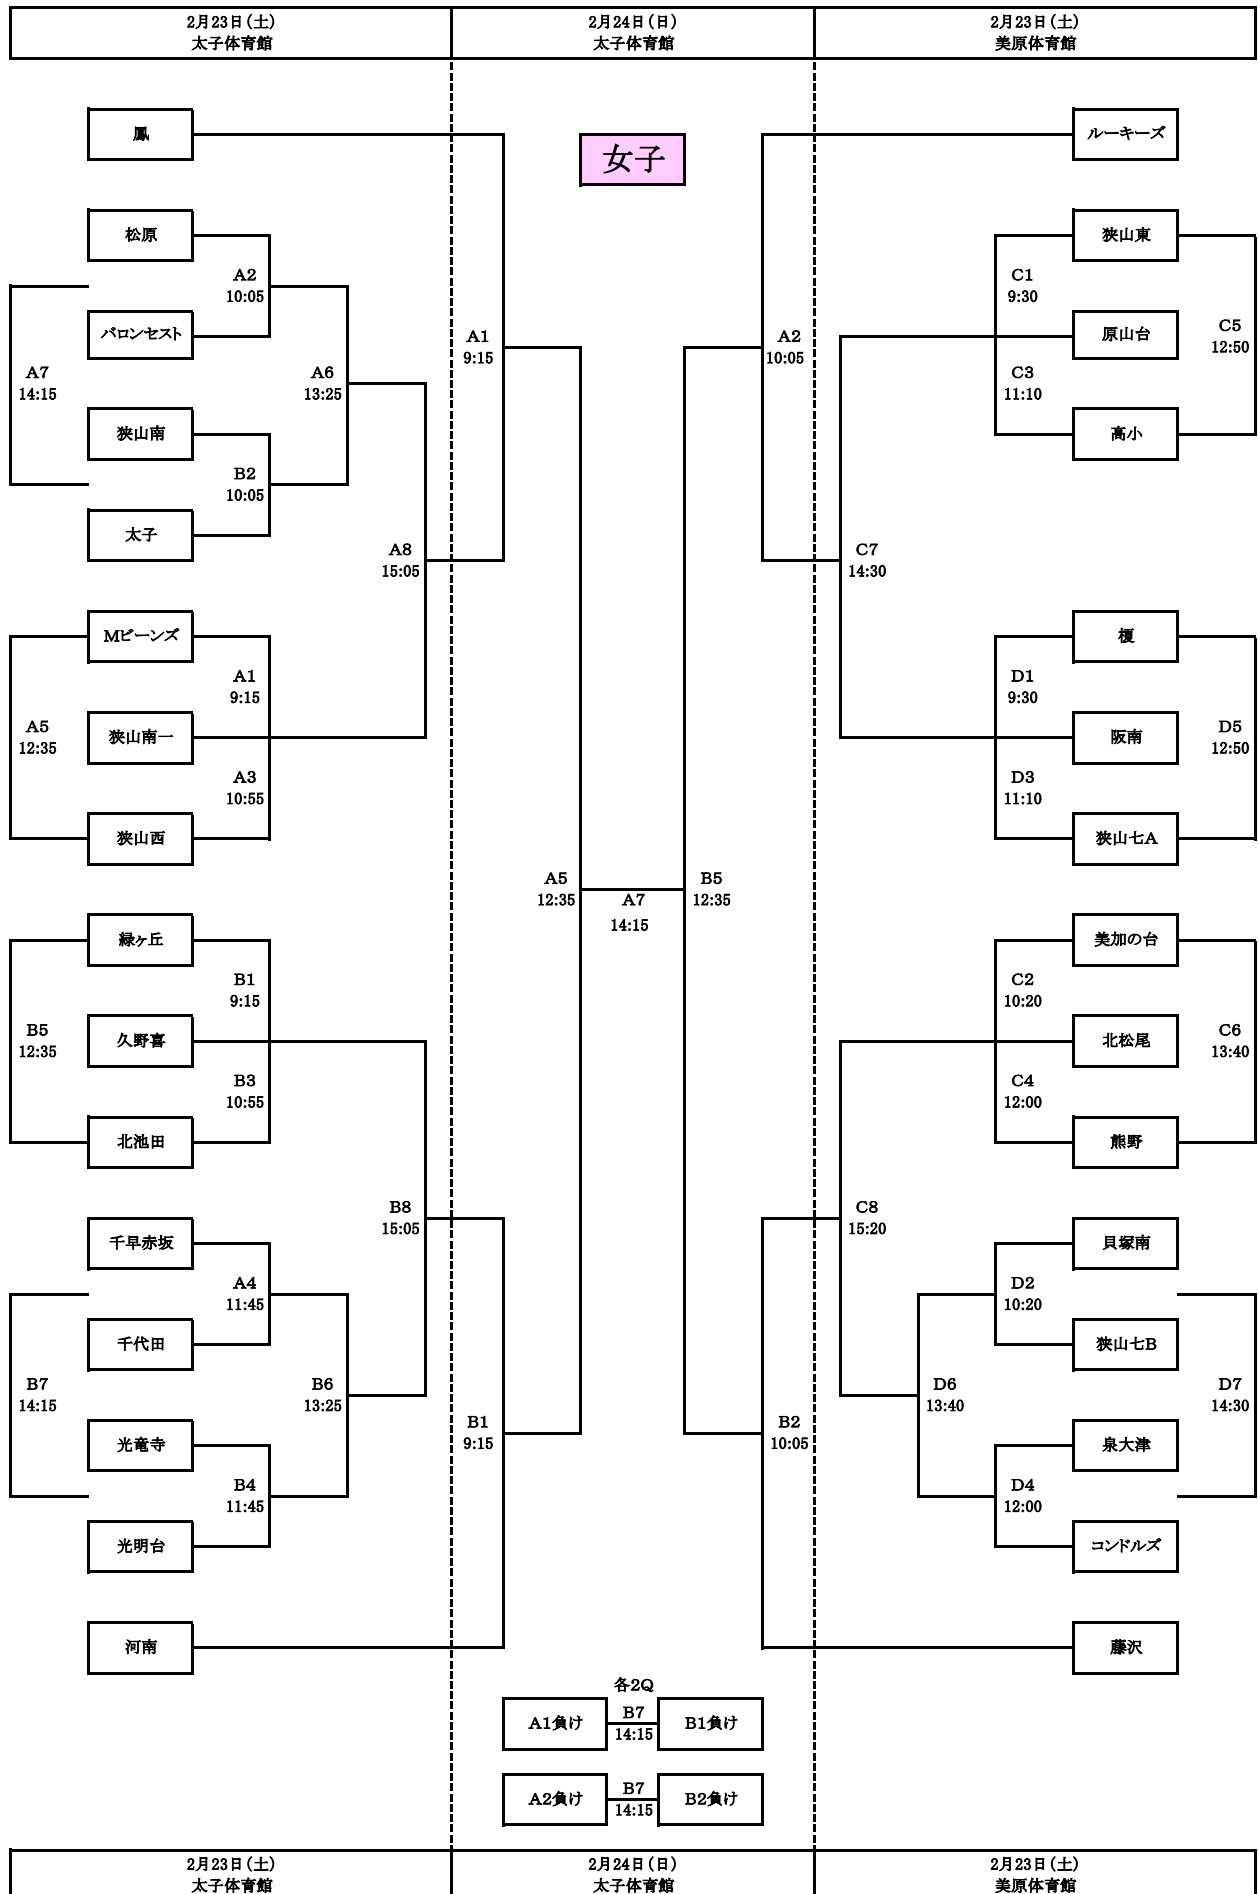 2月23日（土）
太子体育館
2月24日（日）
太子体育館
2月23日（土）
美原体育館
女子
鳳
松原
A2
10:05
バロンセスト
A7
14:15
A6
13:25
狭山南
B2
10:05
太子
A8
15:05
Mビーンズ
A1
9:15
A5
12:35
狭山南一
A3
10:55
狭山西
緑ヶ丘
B1
9:15
B5
12:35
久野喜
B3
10:55
北池田
B8
15:05
千早赤坂
A4
11:45
千代田
B7
14:15
B6
13:25
光竜寺
B4
11:45
光明台
河南
A1
9:15
A5
12:35
A7
14:15
B5
12:35
A2
10:05
B1
9:15
B2
10:05
ルーキーズ
狭山東
C1
9:30
原山台
C5
12:50
C3
11:10
高小
C7
14:30
榎
D1
9:30
阪南
D5
12:50
D3
11:10
狭山七A
美加の台
C2
10:20
北松尾
C6
13:40
C4
12:00
熊野
C8
15:20
貝塚南
D2
10:20
狭山七B
D6
13:40
D7
14:30
泉大津
D4
12:00
コンドルズ
藤沢
各2Q
A1負け
B7
14:15
B1負け
A2負け
B7
14:15
B2負け
2月23日（土）
太子体育館
2月24日（日）
太子体育館
2月23日（土）
美原体育館